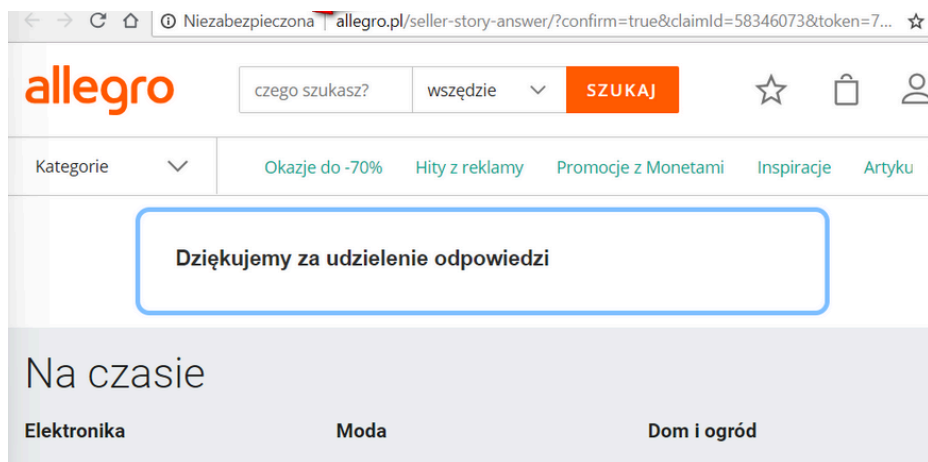 Niezabezpieczona allegro.pl/seller-story-answer/?confirm=true&claimId=58346073&token=7...
allegro czego szukasz? wszędzie SZUKAJ
Kategorie Okazje do -70% Hity z reklamy Promocje z Monetami Inspiracje Artyku
Dziękujemy za udzielenie odpowiedzi
Na czasie
Elektronika Moda Dom i ogród